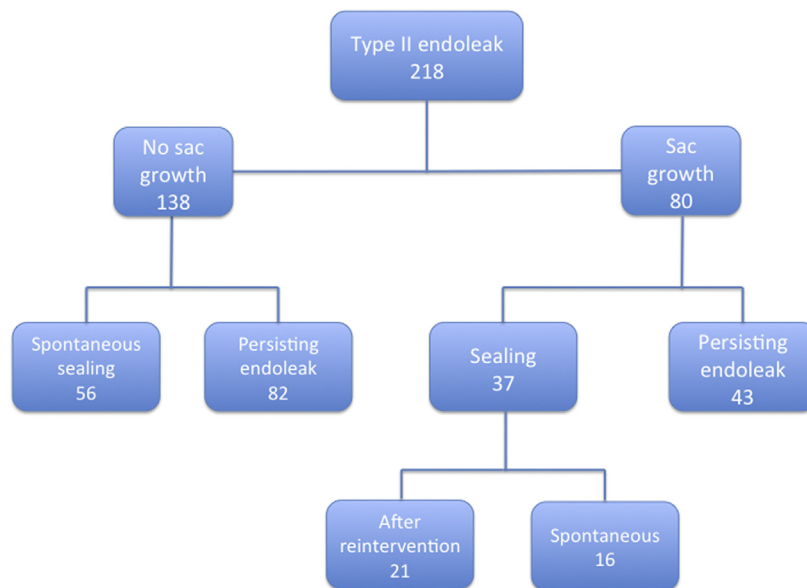 Type II endoleak
218
No sac
growth
138
Sac
growth
80
Spontaneous
sealing
56
Persisting
endoleak
82
Sealing
37
Persisting
endoleak
43
After
reintervention
21
Spontaneous
16